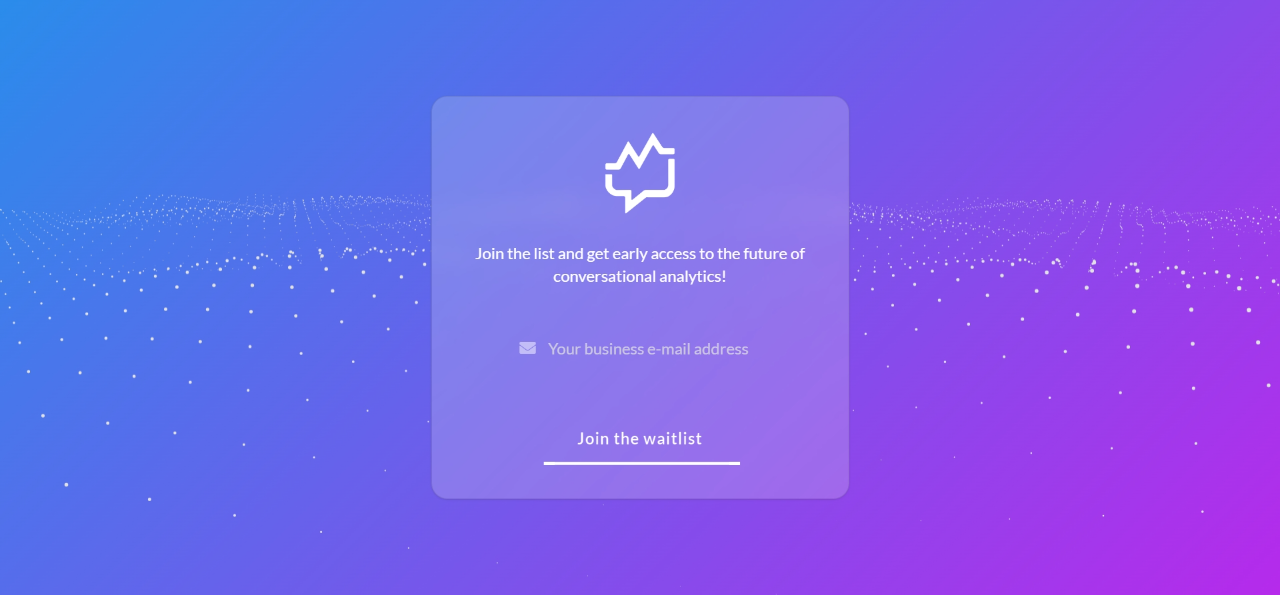 Join the list and get early access to the future of
conversational analytics!
Your business e-mail address
Join the waitlist